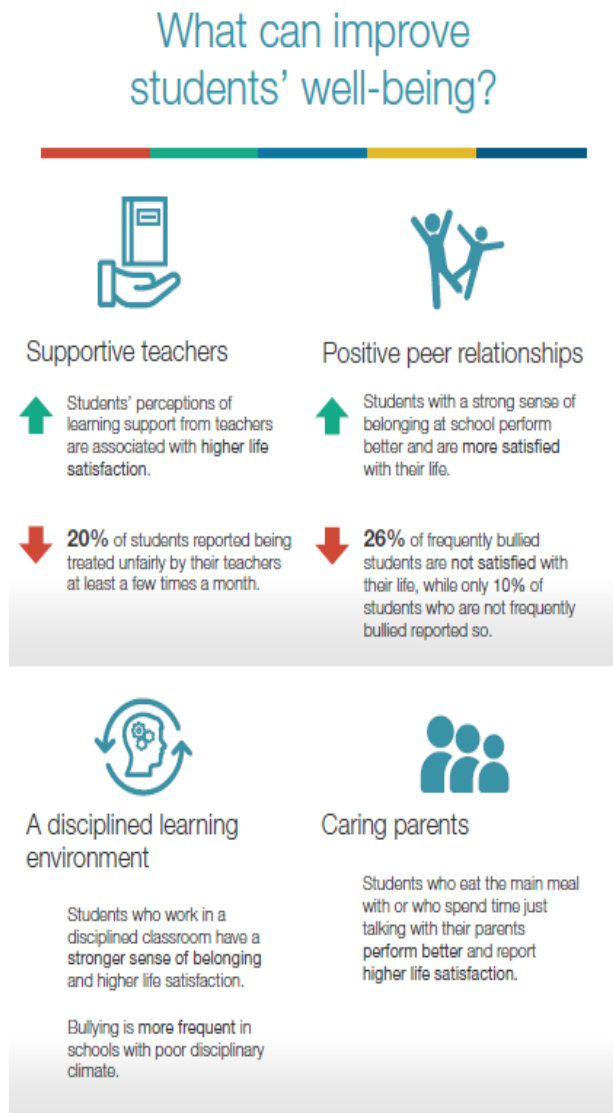 What can improve
students' well-being?
Supportive teachers
Students' perceptions of
learning support from teachers
are associated with higher life
satisfaction.
20% of students reported being
treated unfairly by their teachers
at least a few times a month.
Positive peer relationships
Students with a strong sense of
belonging at school perform
better and are more satisfied
with their life.
26% of frequently bullied
students are not satisfied with
their life, while only 10% of
students who are not frequently
bullied reported so.
A disciplined learning
environment
Students who work in a
disciplined classroom have a
stronger sense of belonging
and higher life satisfaction.
Bullying is more frequent in
schools with poor disciplinary
climate.
Caring parents
Students who eat the main meal
with or who spend time just
talking with their parents
perform better and report
higher life satisfaction.